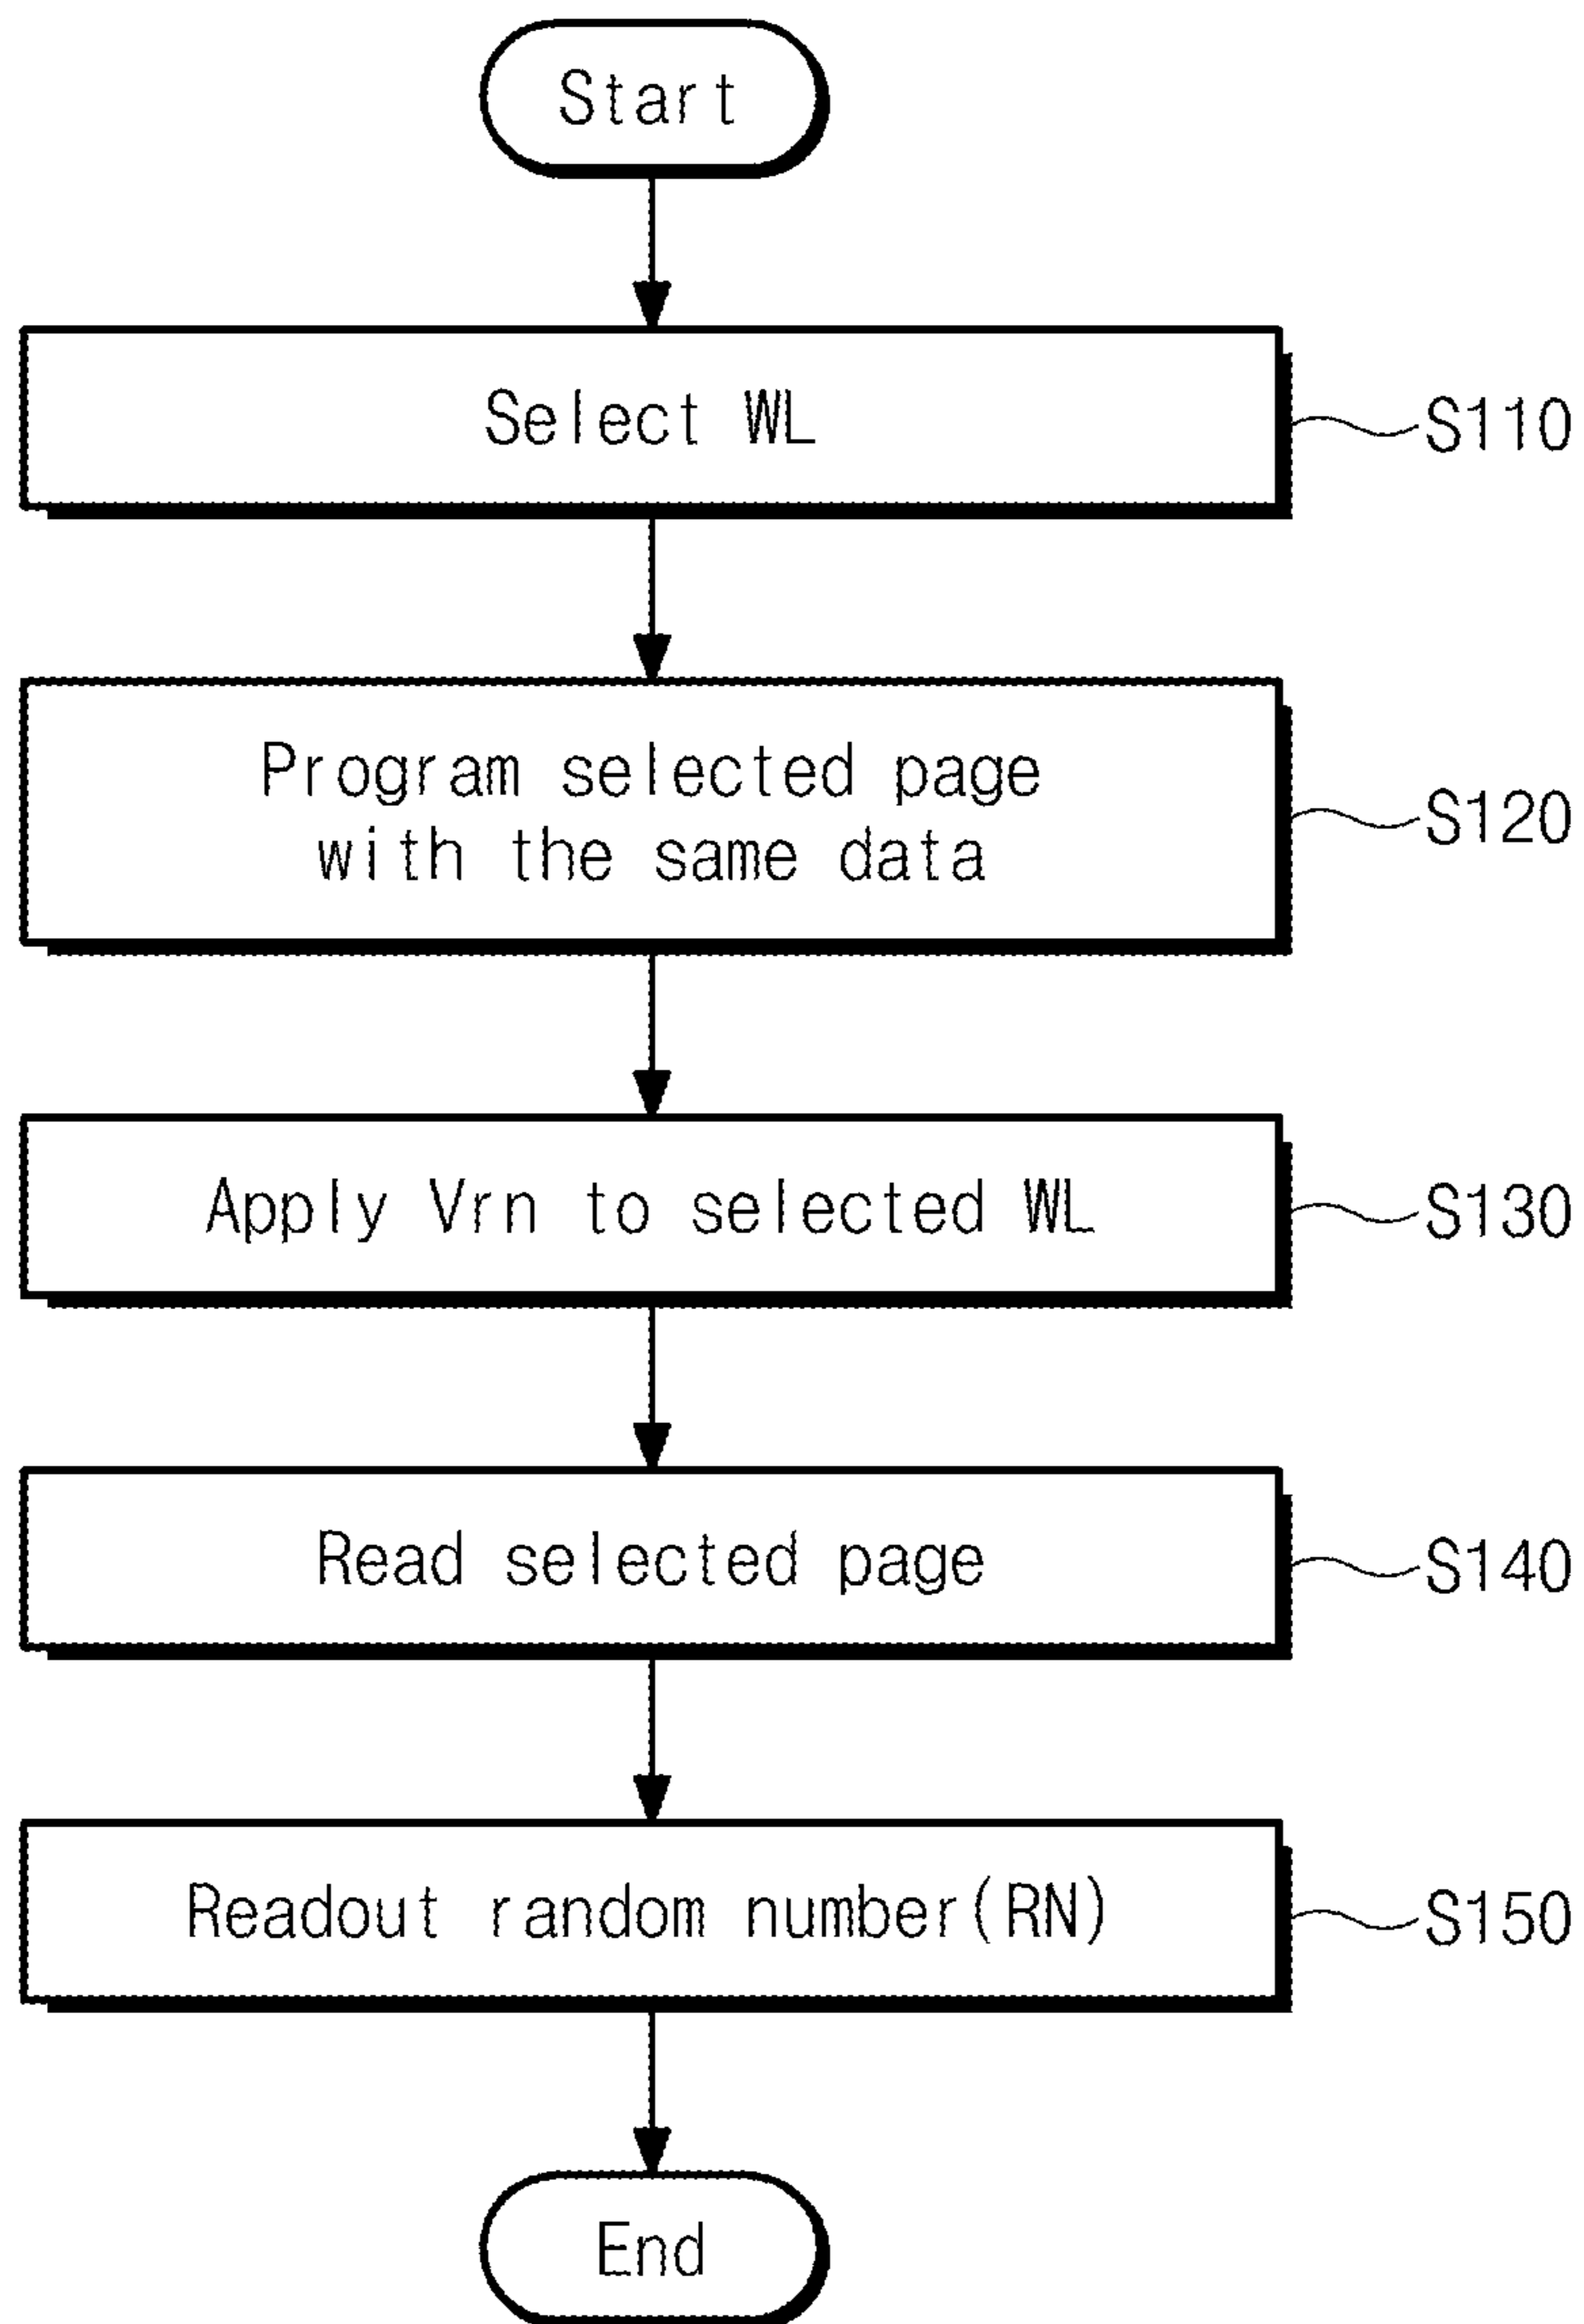 Start
Select WL
S110
Program selected page
with the same data
S120
Apply Vrn to selected WL
S130
Read selected page
S140
Readout random number(RN)
S150
End